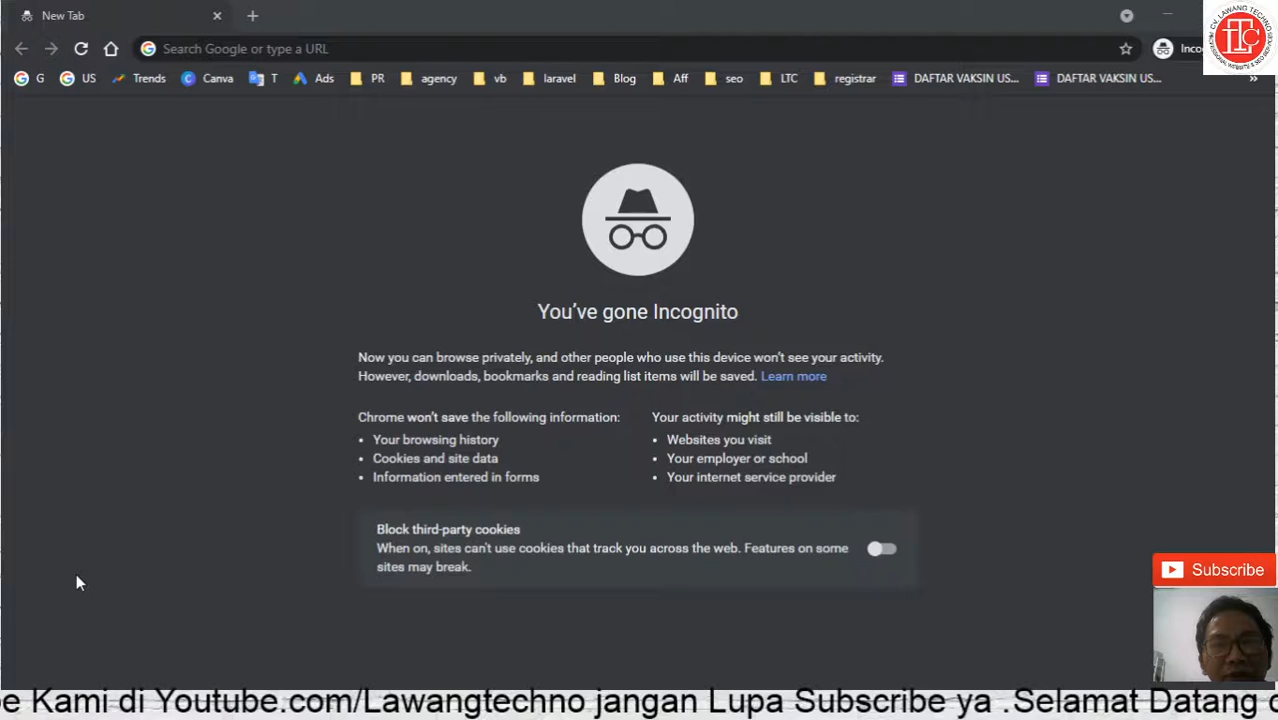 New Tab
Search Google or type a URL
Inco
G
US
Trends
Canva
T
Ads
PR
agency
vb
laravel
Blog
Aff
seo
LTC
registrar
DAFTAR VAKSIN US...
DAFTAR VAKSIN US...
CV. LAWANG TECHNO
LTC
You've gone Incognito
Now you can browse privately, and other people who use this device won't see your activity.
However, downloads, bookmarks and reading list items will be saved. Learn more
Chrome won't save the following information:
• Your browsing history
• Cookies and site data
• Information entered in forms
Your activity might still be visible to:
• Websites you visit
• Your employer or school
• Your internet service provider
Block third-party cookies
When on, sites can't use cookies that track you across the web. Features on some
sites may break.
Subscribe
e Kami di Youtube.com/Lawangtechno jangan Lupa Subscribe ya .Selamat Datang